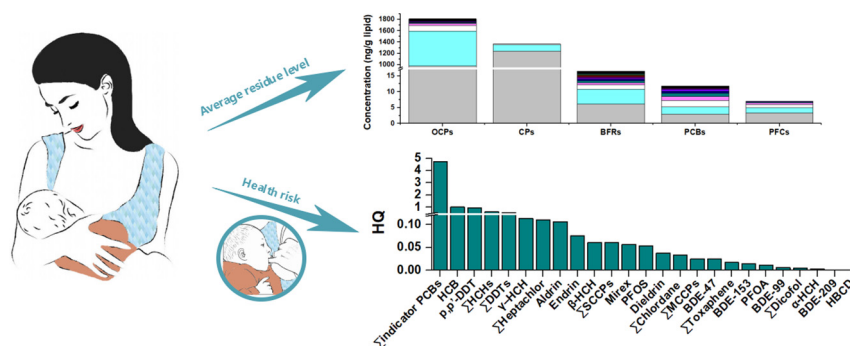 Average residue level
Concentration (ng/g lipid)
1800
1600
1400
1200
1000
15
10
5
0
OCPs
CPs
BFRs
PCBs
PFCs
Health risk
HQ
5
4
3
2
1
0.10
0.05
0.00
∑indicator PCBs
HCB
p,p'-DDT
∑HCHs
∑DDTs
γ-HCH
∑Heptachlor
Aldrin
Endrin
β-HCH
∑SCCPs
Mirex
PFOS
Dieldrin
∑Chlordane
∑MCCPs
BDE-47
∑Toxaphene
BDE-153
PFOA
BDE-99
∑Dicofol
α-HCH
BDE-209
HBCD